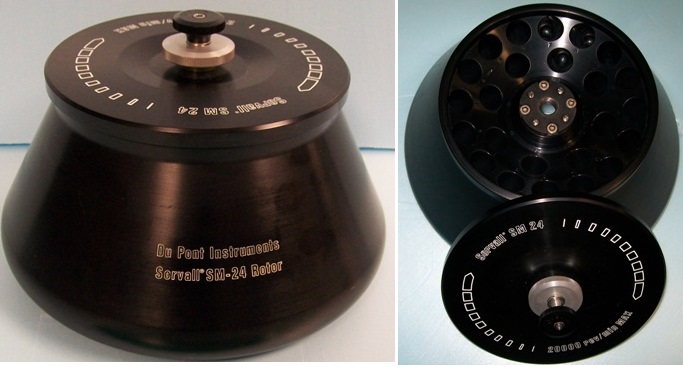 Sorvall® SM 24
Du Pont Instruments
Sorvall® SM-24 Rotor
Sorvall® SM 24
20000 rev/min MAX